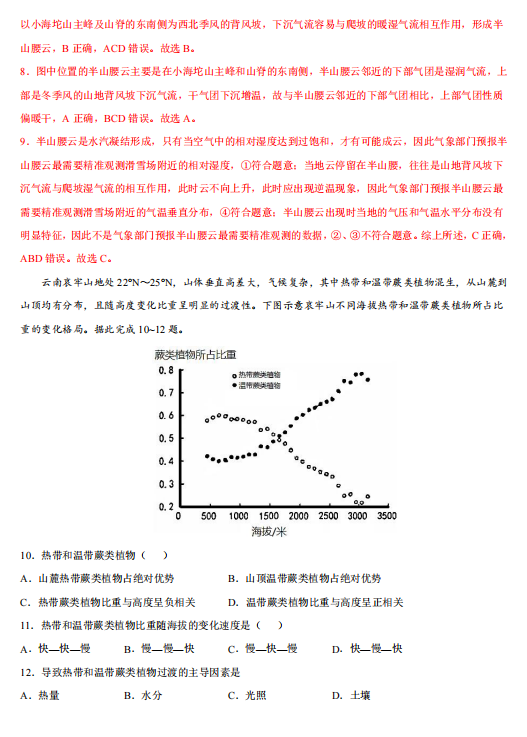 以小海坨山主峰及山脊的东南侧为西北季风的背风坡，下沉气流容易与爬坡的暖湿气流相互作用，形成半
山腰云，B 正确，ACD 错误。故选 B。
8．图中位置的半山腰云主要是在小海坨山主峰和山脊的东南侧，半山腰云邻近的下部气团是湿润气流，上
部是冬季风的山地背风坡下沉气流，干气团下沉增温，故与半山腰云邻近的下部气团相比，上部气团性质
偏暖干，A 正确，BCD 错误。故选 A。
9．半山腰云是水汽凝结形成，只有当空气中的相对湿度达到过饱和，才有可能成云，因此气象部门预报半
山腰云最需要精准观测滑雪场附近的相对湿度，①符合题意；当地云停留在半山腰，往往是山地背风坡下
沉气流与爬坡湿气流的相互作用，此时云不向上升，此时应出现逆温现象，因此气象部门预报半山腰云最
需要精准观测滑雪场附近的气温垂直分布，④符合题意；半山腰云出现时当地的气压和气温水平分布没有
明显特征，因此不是气象部门预报半山腰云最需要精准观测的数据，②、③不符合题意。综上所述，C 正确，
ABD 错误。故选 C。
云南哀牢山地处 22°N～25°N，山体垂直高差大，气候复杂，其中热带和温带蕨类植物混生，从山麓到
山顶均有分布，且随高度变化比重呈明显的过渡性。下图示意哀牢山不同海拔热带和温带蕨类植物所占比
重的变化格局。据此完成 10~12 题。
蕨类植物所占比重
0.8
热带蕨类植物
温带蕨类植物
0.7
0.6
0.5
0.4
0.3
0.2
0 500 1000 1500 2000 2500 3000 3500
海拔/米
10．热带和温带蕨类植物（ ）
A．山麓热带蕨类植物占绝对优势 B．山顶温带蕨类植物占绝对优势
C．热带蕨类植物比重与高度呈负相关 D．温带蕨类植物比重与高度呈正相关
11．热带和温带蕨类植物比重随海拔的变化速度是（ ）
A．快—快—慢 B．慢—慢—快 C．慢—快—慢 D．快—慢—快
12．导致热带和温带蕨类植物过渡的主导因素是
A．热量 B．水分 C．光照 D．土壤